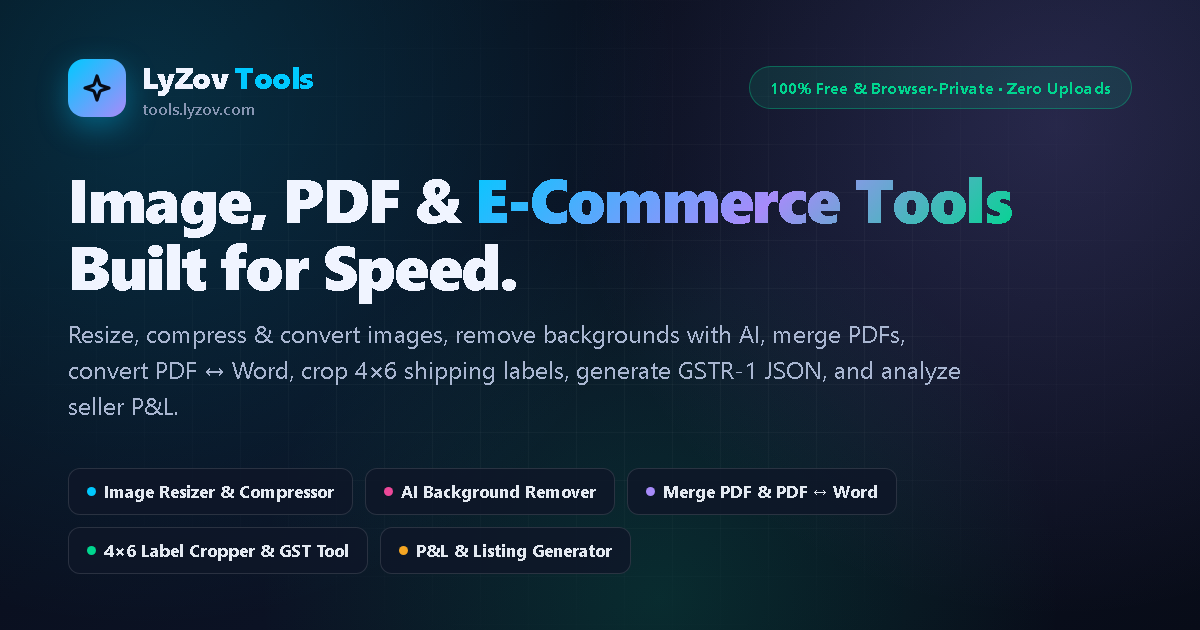 LyZov Tools
tools.lyzov.com
100% Free & Browser-Private · Zero Uploads
Image, PDF & E-Commerce Tools
Built for Speed.
Resize, compress & convert images, remove backgrounds with AI, merge PDFs,
convert PDF ↔ Word, crop 4×6 shipping labels, generate GSTR-1 JSON, and analyze
seller P&L.
Image Resizer & Compressor
AI Background Remover
Merge PDF & PDF ↔ Word
4×6 Label Cropper & GST Tool
P&L & Listing Generator